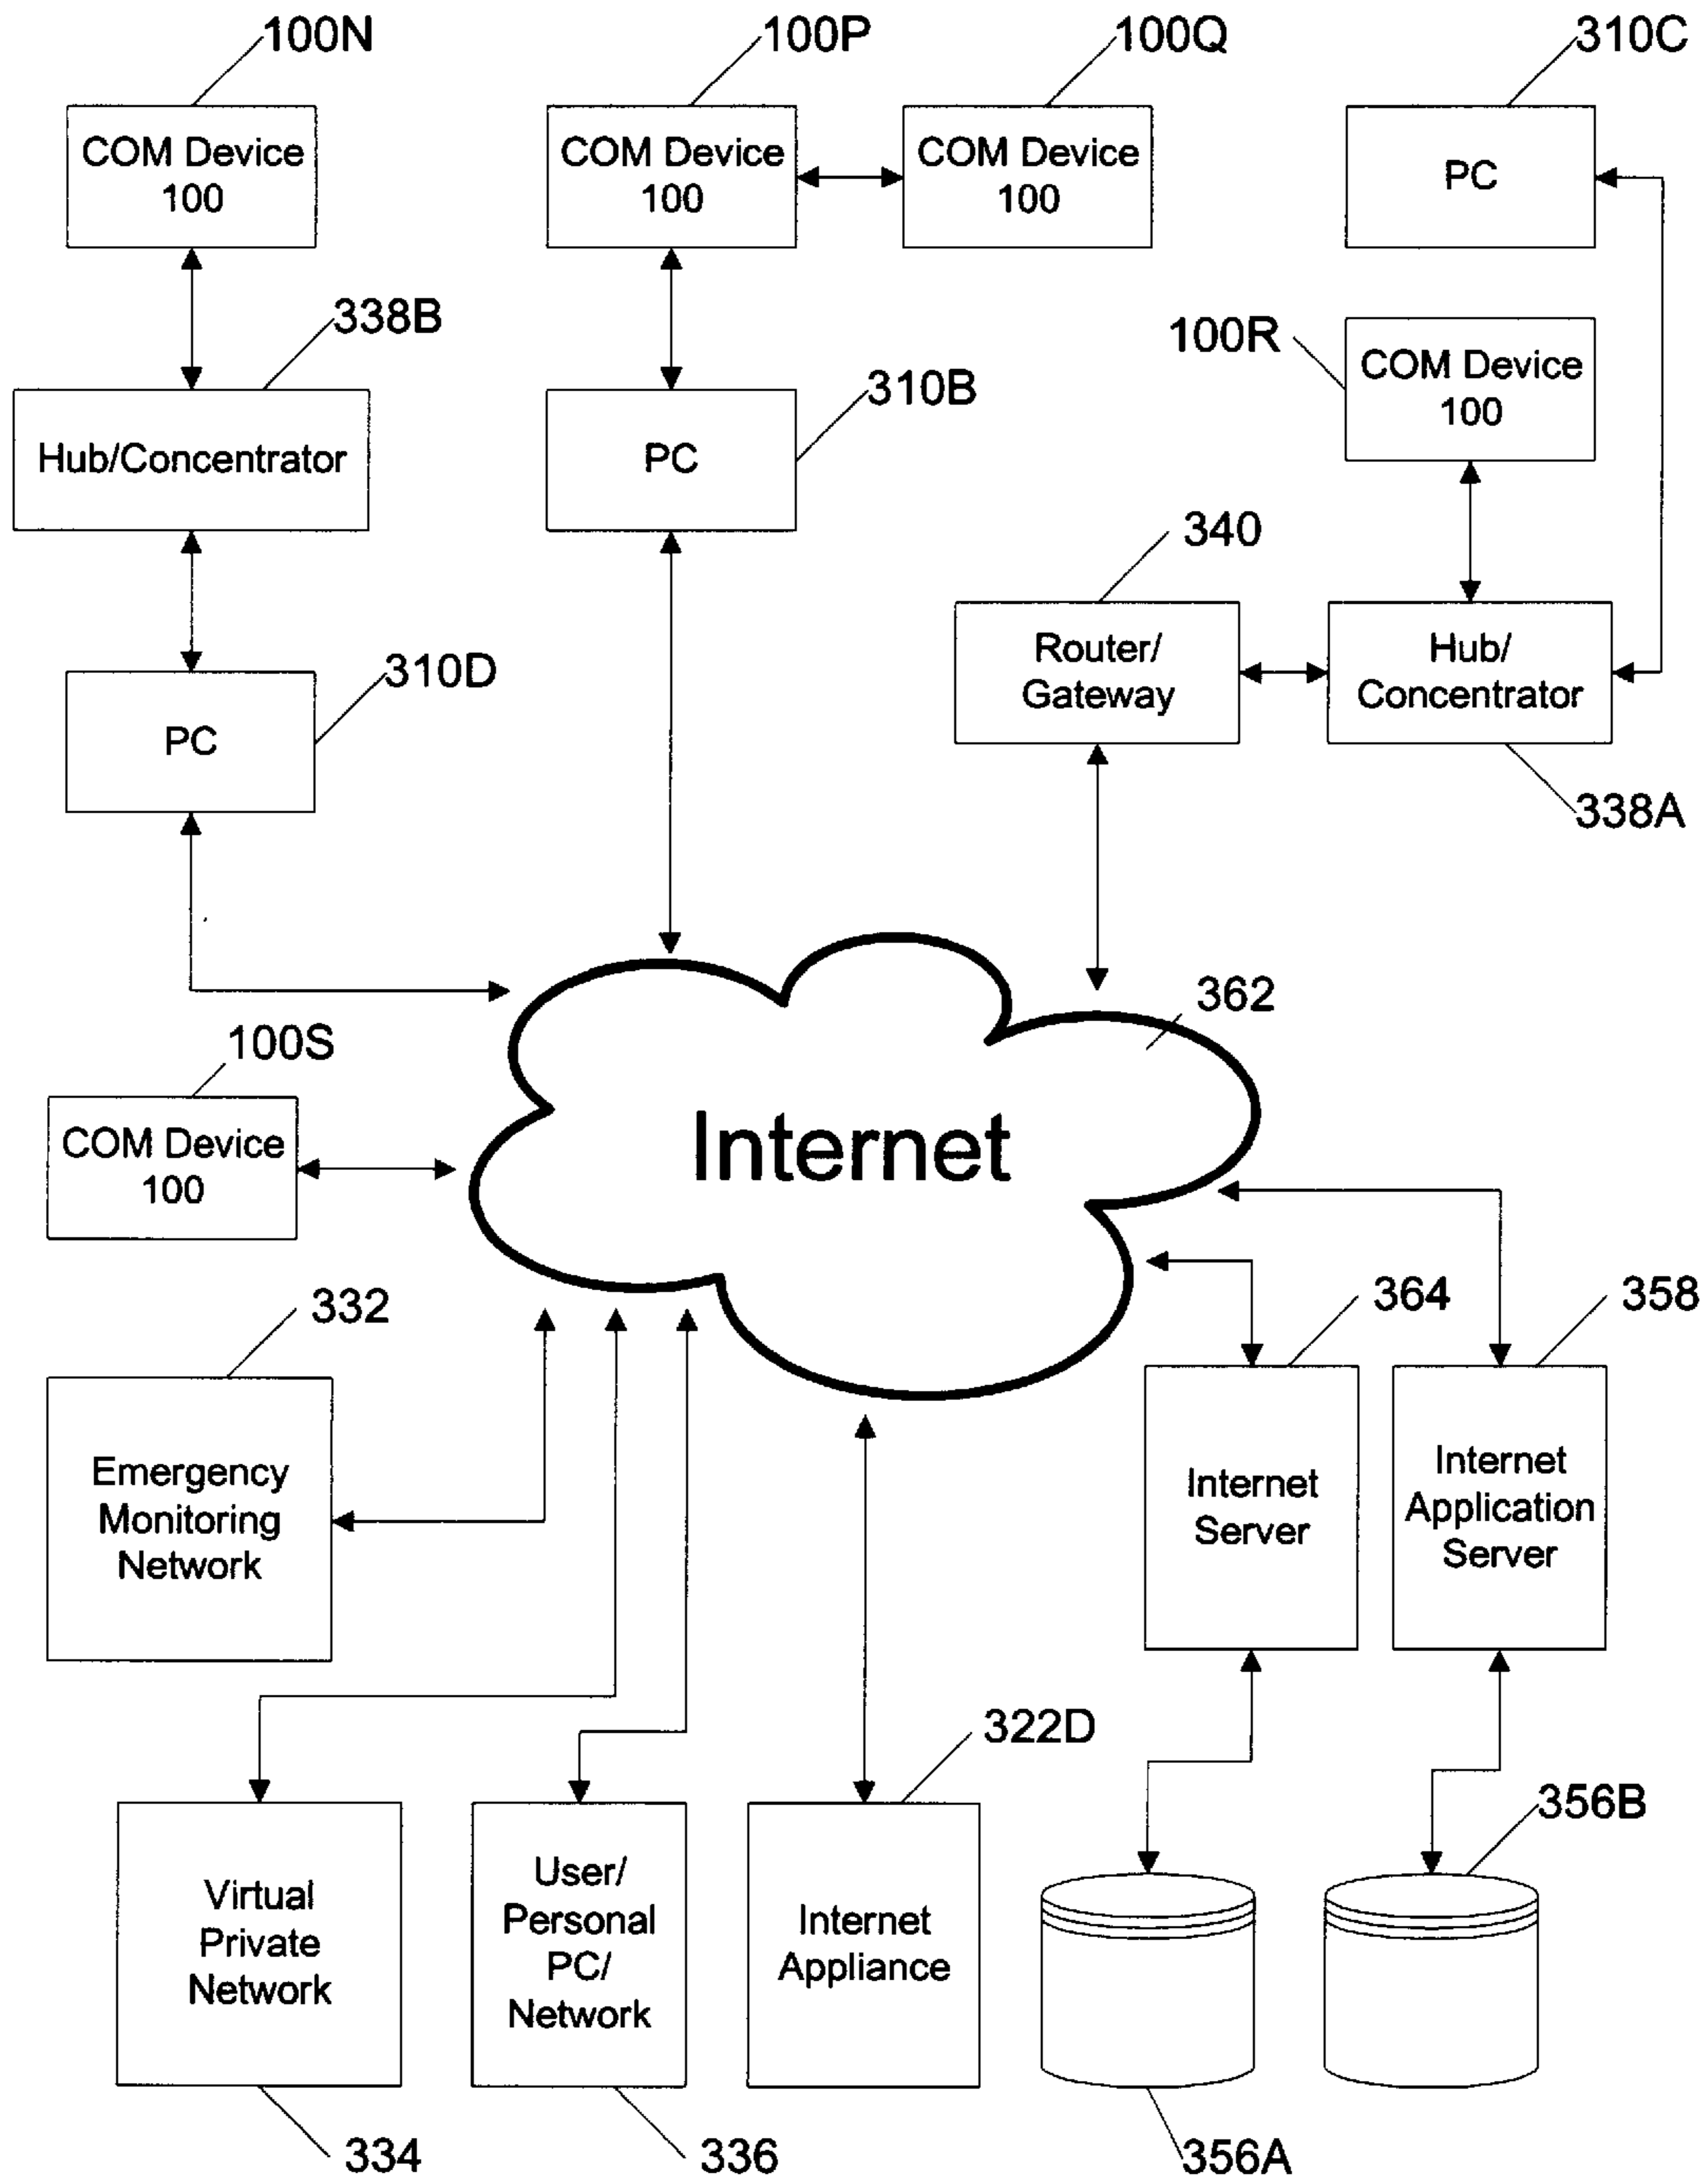 100N
100P
100Q
310C
COM Device
100
COM Device
100
COM Device
100
PC
338B
100R
COM Device
100
310B
Hub/Concentrator
PC
340
310D
Router/
Gateway
Hub/
Concentrator
PC
338A
362
100S
Internet
COM Device
100
332
364
358
Emergency
Monitoring
Network
Internet
Server
Internet
Application
Server
322D
356B
Virtual
Private
Network
User/
Personal
PC/
Network
Internet
Appliance
334
336
356A